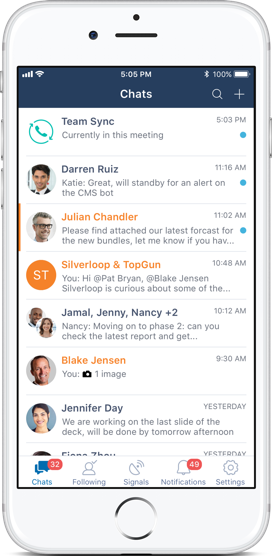 5:05 PM
100%
Chats
Team Sync
5:03 PM
Currently in this meeting
Darren Ruiz
11:16 AM
Katie: Great, will standby for an alert on
the CMS bot
Julian Chandler
11:02 AM
Please find attached our latest forcast for
the new bundles, let me know if you hav...
ST
Silverloop & TopGun
10:48 AM
You: Hi @Pat Bryan, @Blake Jensen
Silverloop is curious about some of the...
Jamal, Jenny, Nancy +2
10:12 AM
Nancy: Moving on to phase 2: can you
check the latest report and get...
Blake Jensen
9:30 AM
You: 1 image
Jennifer Day
YESTERDAY
We are working on the last slide of the
deck, will be done by tomorrow afternoon
YESTERDAY
32
49
Chats
Following
Signals
Notifications
Settings